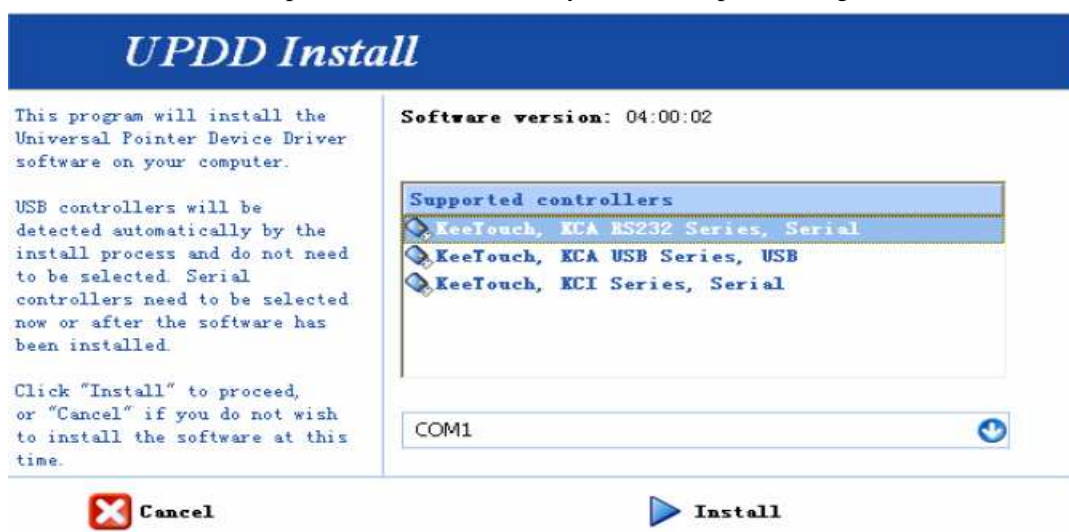 UPDD Install
This program will install the
Universal Pointer Device Driver
software on your computer.
USB controllers will be
detected automatically by the
install process and do not need
to be selected. Serial
controllers need to be selected
now or after the software has
been installed.
Click "Install" to proceed,
or "Cancel" if you do not wish
to install the software at this
time.
Software version: 04:00:02
Supported controllers
KeeTouch, KCA RS232 Series, Serial
KeeTouch, KCA USB Series, USB
KeeTouch, KCI Series, Serial
COM1
Cancel
Install